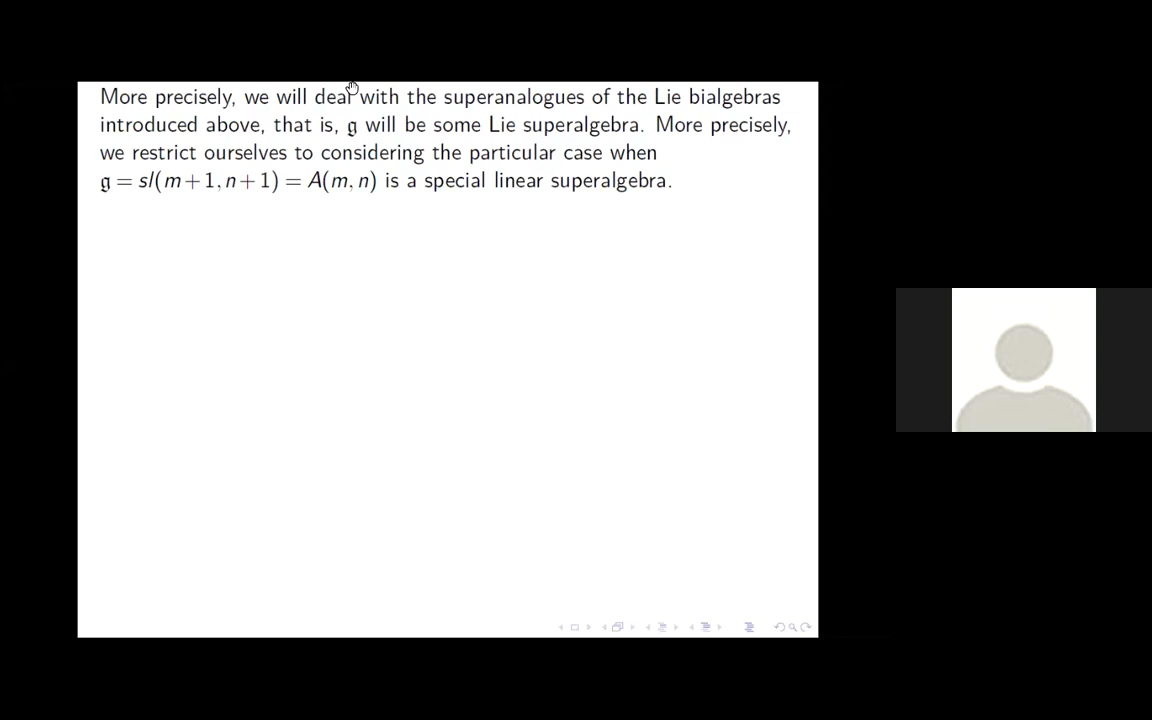 More precisely, we will deal with the superanalogues of the Lie bialgebras
introduced above, that is, 𝔤 will be some Lie superalgebra. More precisely,
we restrict ourselves to considering the particular case when
𝔤 = sl(m+1, n+1) = A(m, n) is a special linear superalgebra.